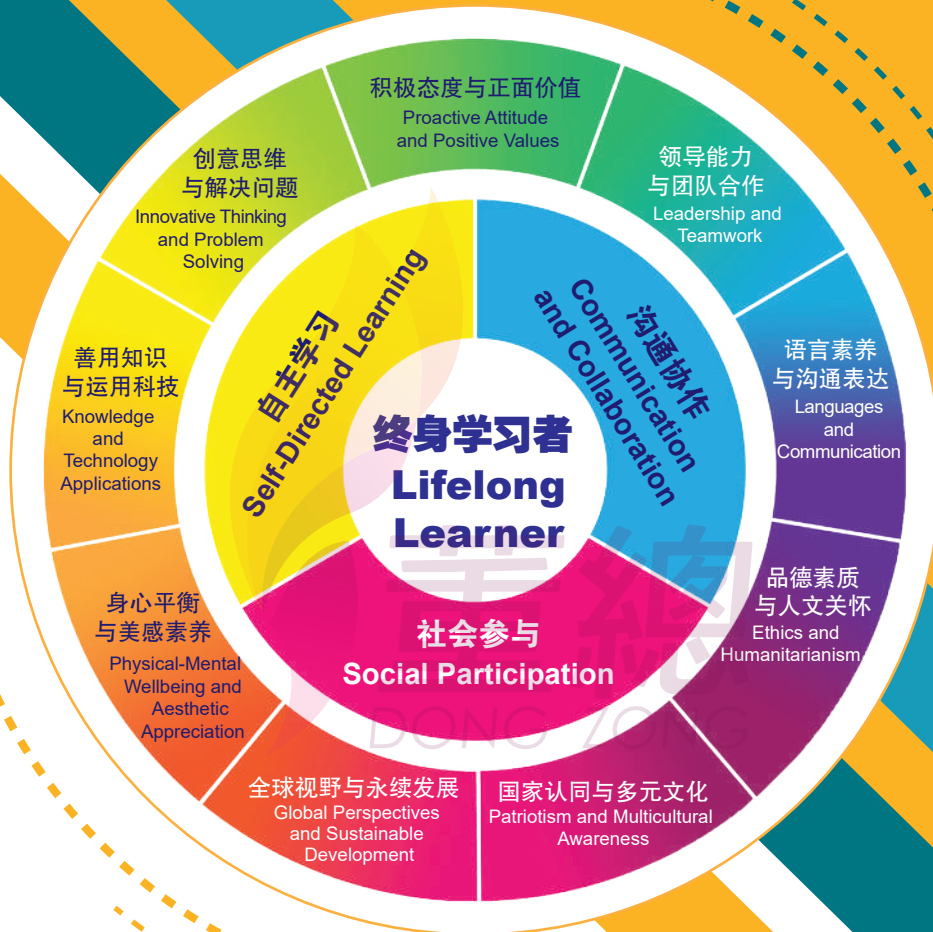 积极态度与正面价值
Proactive Attitude
and Positive Values
领导能力
与团队合作
Leadership and
Teamwork
语言素养
与沟通表达
Languages
and
Communication
品德素质
与人文关怀
Ethics and
Humanitarianism
国家认同与多元文化
Patriotism and Multicultural
Awareness
全球视野与永续发展
Global Perspectives
and Sustainable
Development
身心平衡
与美感素养
Physical-Mental
Wellbeing and
Aesthetic
Appreciation
善用知识
与运用科技
Knowledge
and
Technology
Applications
创意思维
与解决问题
Innovative Thinking
and Problem
Solving
自主学习
Self-Directed Learning
沟通协作
Communication
and Collaboration
社会参与
Social Participation
终身学习者
Lifelong
Learner
董總
DONG ZONG